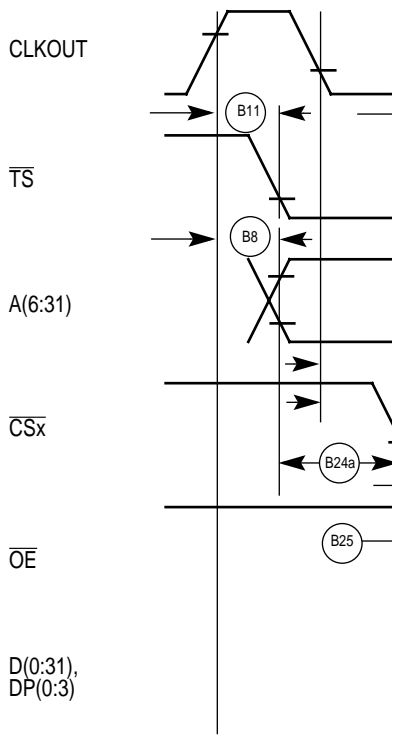 CLKOUT
B11
TS
B8
A(6:31)
CSx
B24a
OE
B25
D(0:31),
DP(0:3)